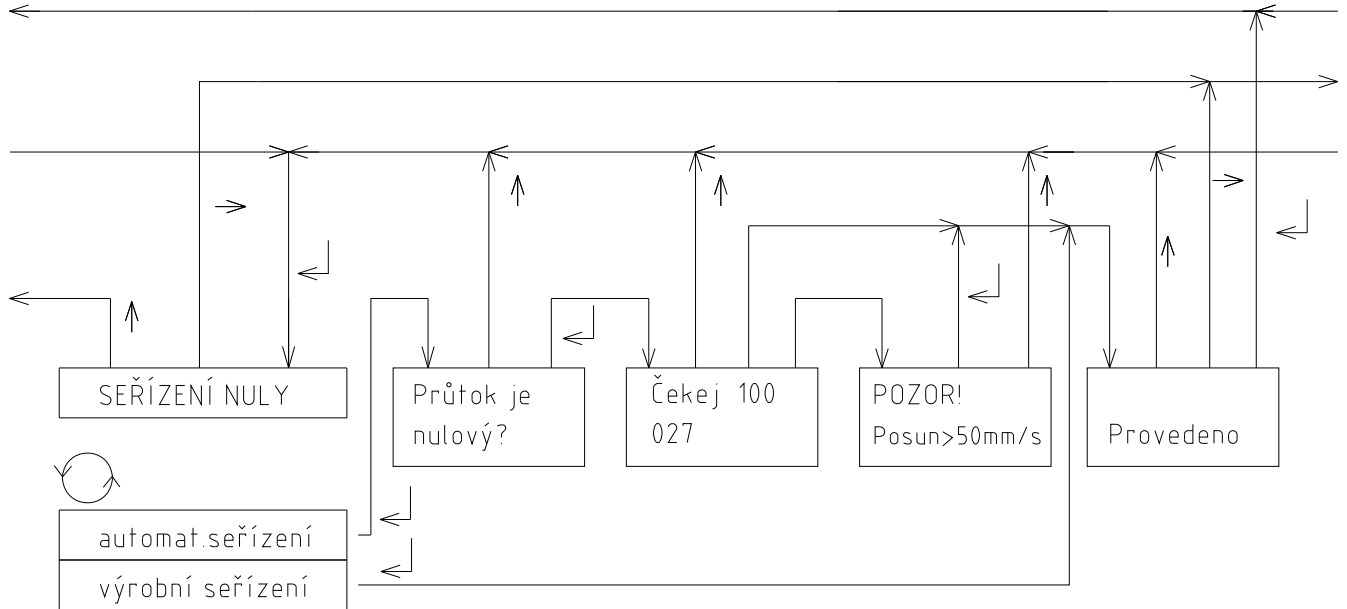 SEŘÍZENÍ NULY
Průtok je
nulový?
Čekej 100
027
POZOR!
Posun>50mm/s
Provedeno
automat.seřízení
výrobní seřízení